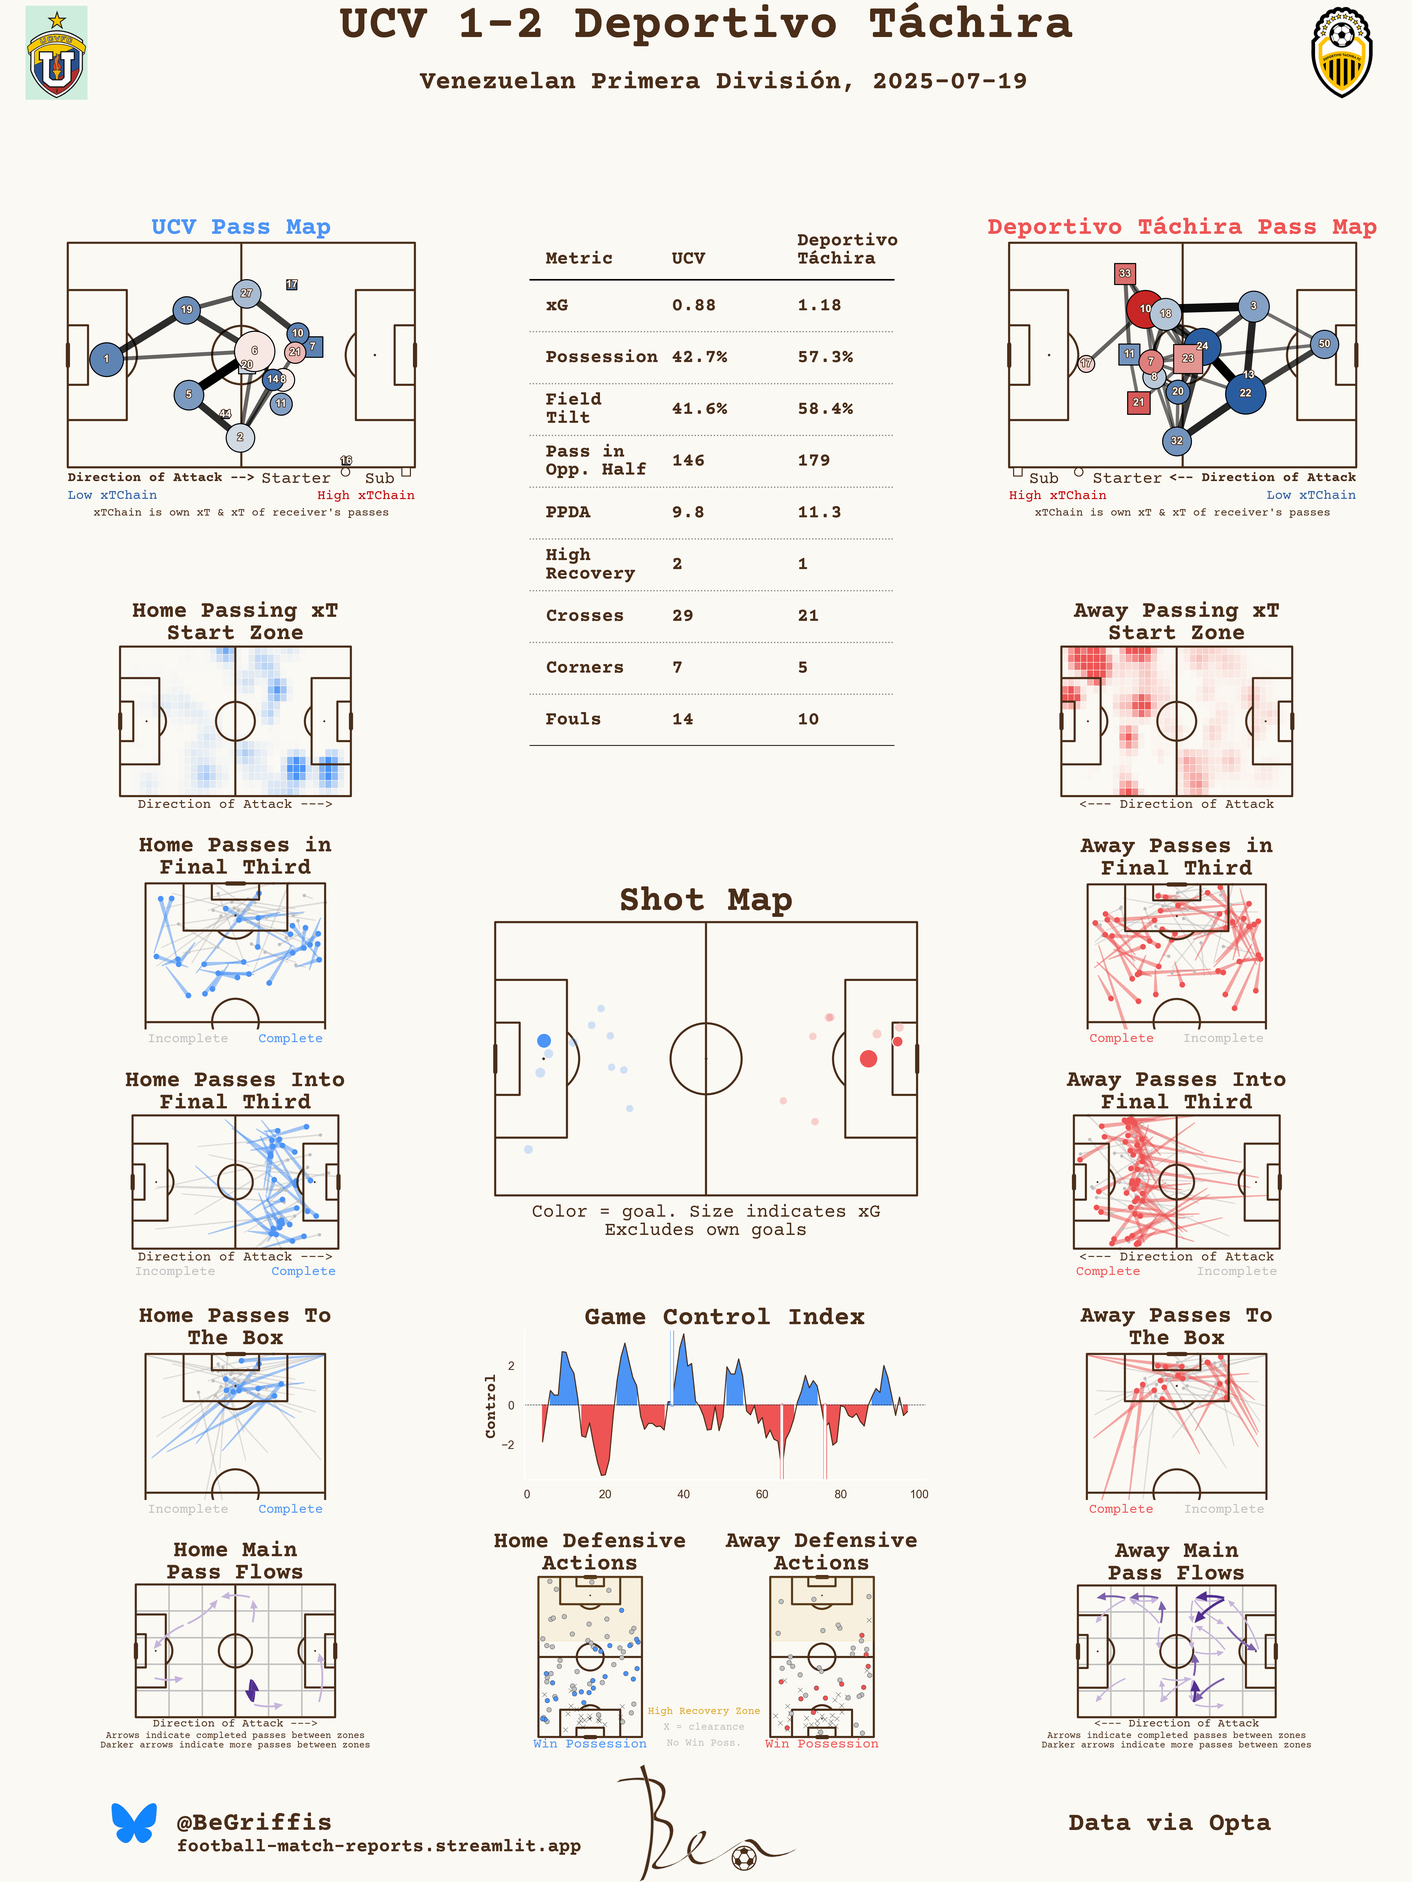 UCV 1-2 Deportivo Táchira
Venezuelan Primera División, 2025-07-19
UCV Pass Map
17
27
19
10
7
6
21
1
20
14
8
5
11
44
2
16
Direction of Attack --> Starter Sub
Low xTChain High xTChain
xTChain is own xT & xT of receiver's passes
Metric UCV Deportivo
Táchira
xG 0.88 1.18
Possession 42.7% 57.3%
Field
Tilt 41.6% 58.4%
Pass in
Opp. Half 146 179
PPDA 9.8 11.3
High
Recovery 2 1
Crosses 29 21
Corners 7 5
Fouls 14 10
Deportivo Táchira Pass Map
33
10
18
3
50
24
11
23
7
17
8
13
20
22
21
32
Sub Starter <-- Direction of Attack
High xTChain Low xTChain
xTChain is own xT & xT of receiver's passes
Home Passing xT
Start Zone
Direction of Attack --->
Away Passing xT
Start Zone
<--- Direction of Attack
Home Passes in
Final Third
Incomplete Complete
Away Passes in
Final Third
Complete Incomplete
Shot Map
Color = goal. Size indicates xG
Excludes own goals
Home Passes Into
Final Third
Direction of Attack --->
Incomplete Complete
Away Passes Into
Final Third
<--- Direction of Attack
Complete Incomplete
Home Passes To
The Box
Incomplete Complete
Game Control Index
Control
2
0
−2
0 20 40 60 80 100
Away Passes To
The Box
Complete Incomplete
Home Main
Pass Flows
Direction of Attack --->
Arrows indicate completed passes between zones
Darker arrows indicate more passes between zones
Home Defensive
Actions
Win Possession
Away Defensive
Actions
Win Possession
High Recovery Zone
X = clearance
No Win Poss.
Away Main
Pass Flows
<--- Direction of Attack
Arrows indicate completed passes between zones
Darker arrows indicate more passes between zones
@BeGriffis
football-match-reports.streamlit.app
Ben
Data via Opta